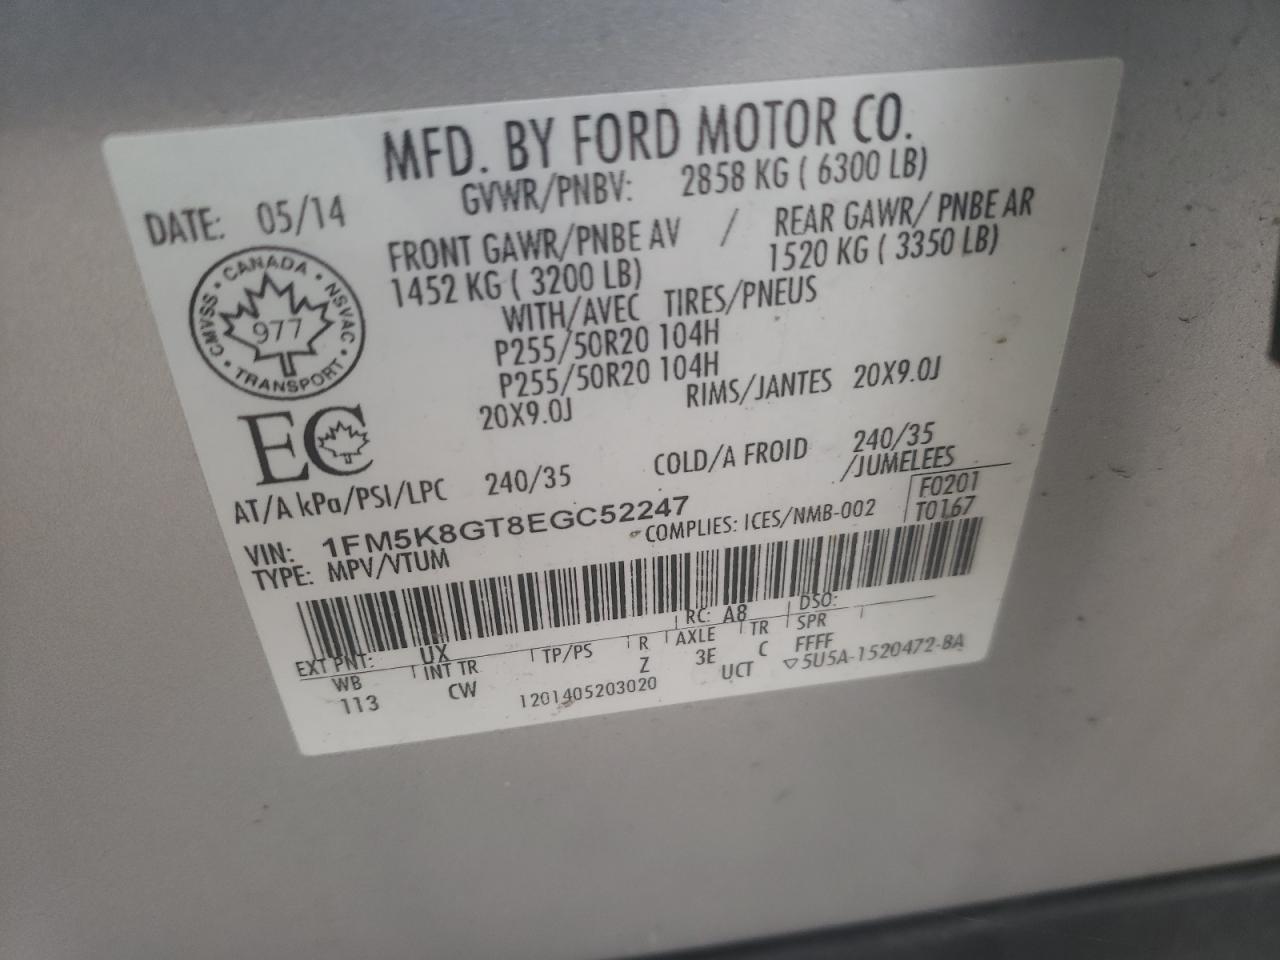 MFD. BY FORD MOTOR CO.
DATE: 05/14
GVWR/PNBV: 2858 KG ( 6300 LB)
FRONT GAWR/PNBE AV / REAR GAWR/ PNBE AR
1452 KG ( 3200 LB) 1520 KG ( 3350 LB)
WITH/AVEC TIRES/PNEUS
P255/50R20 104H
P255/50R20 104H
20X9.0J RIMS/JANTES 20X9.0J
CANADA • NSVAC • TRANSPORT • CMVSS •
977
EC
AT/A kPa/PSI/LPC 240/35 COLD/A FROID 240/35
/JUMELEES
VIN: 1FM5K8GT8EGC52247
F0201
TYPE: MPV/VTUM COMPLIES: ICES/NMB-002 T0167
RC: A8 DSO:
EXT PNT: UX
WB INT TR TP/PS R AXLE TR SPR
113 CW Z 3E C FFFF
1201405203020 UCT ▽5U5A-1520472-BA